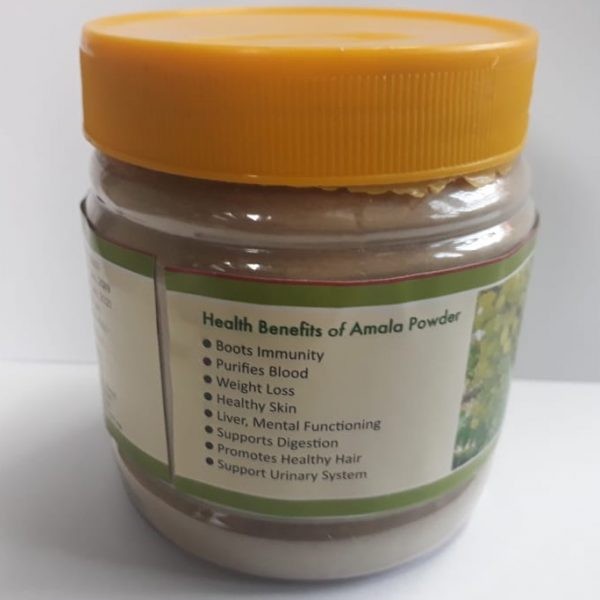 Health Benefits of Amala Powder
Boots Immunity
Purifies Blood
Weight Loss
Healthy Skin
Liver, Mental Functioning
Supports Digestion
Promotes Healthy Hair
Support Urinary System